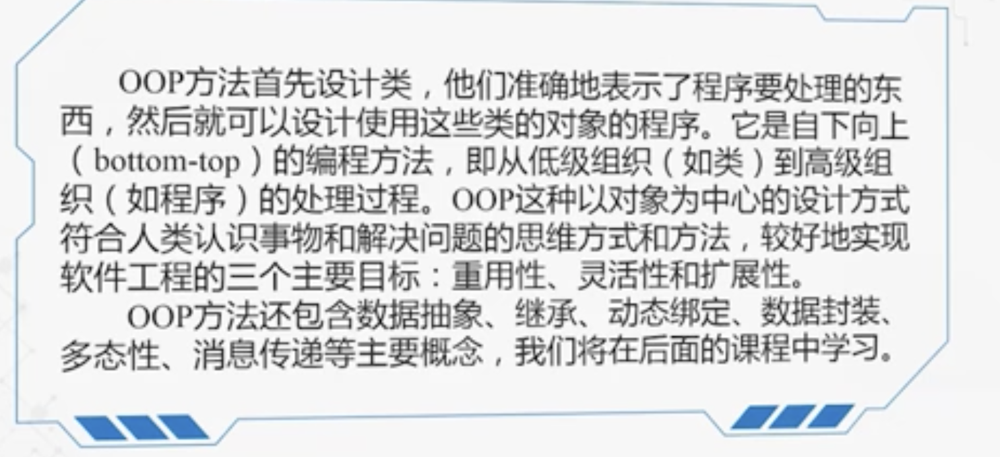 OOP方法首先设计类，他们准确地表示了程序要处理的东
西，然后就可以设计使用这些类的对象的程序。它是自下向上
（bottom-top）的编程方法，即从低级组织（如类）到高级组
织（如程序）的处理过程。OOP这种以对象为中心的设计方式
符合人类认识事物和解决问题的思维方式和方法，较好地实现
软件工程的三个主要目标：重用性、灵活性和扩展性。
OOP方法还包含数据抽象、继承、动态绑定、数据封装、
多态性、消息传递等主要概念，我们将在后面的课程中学习。